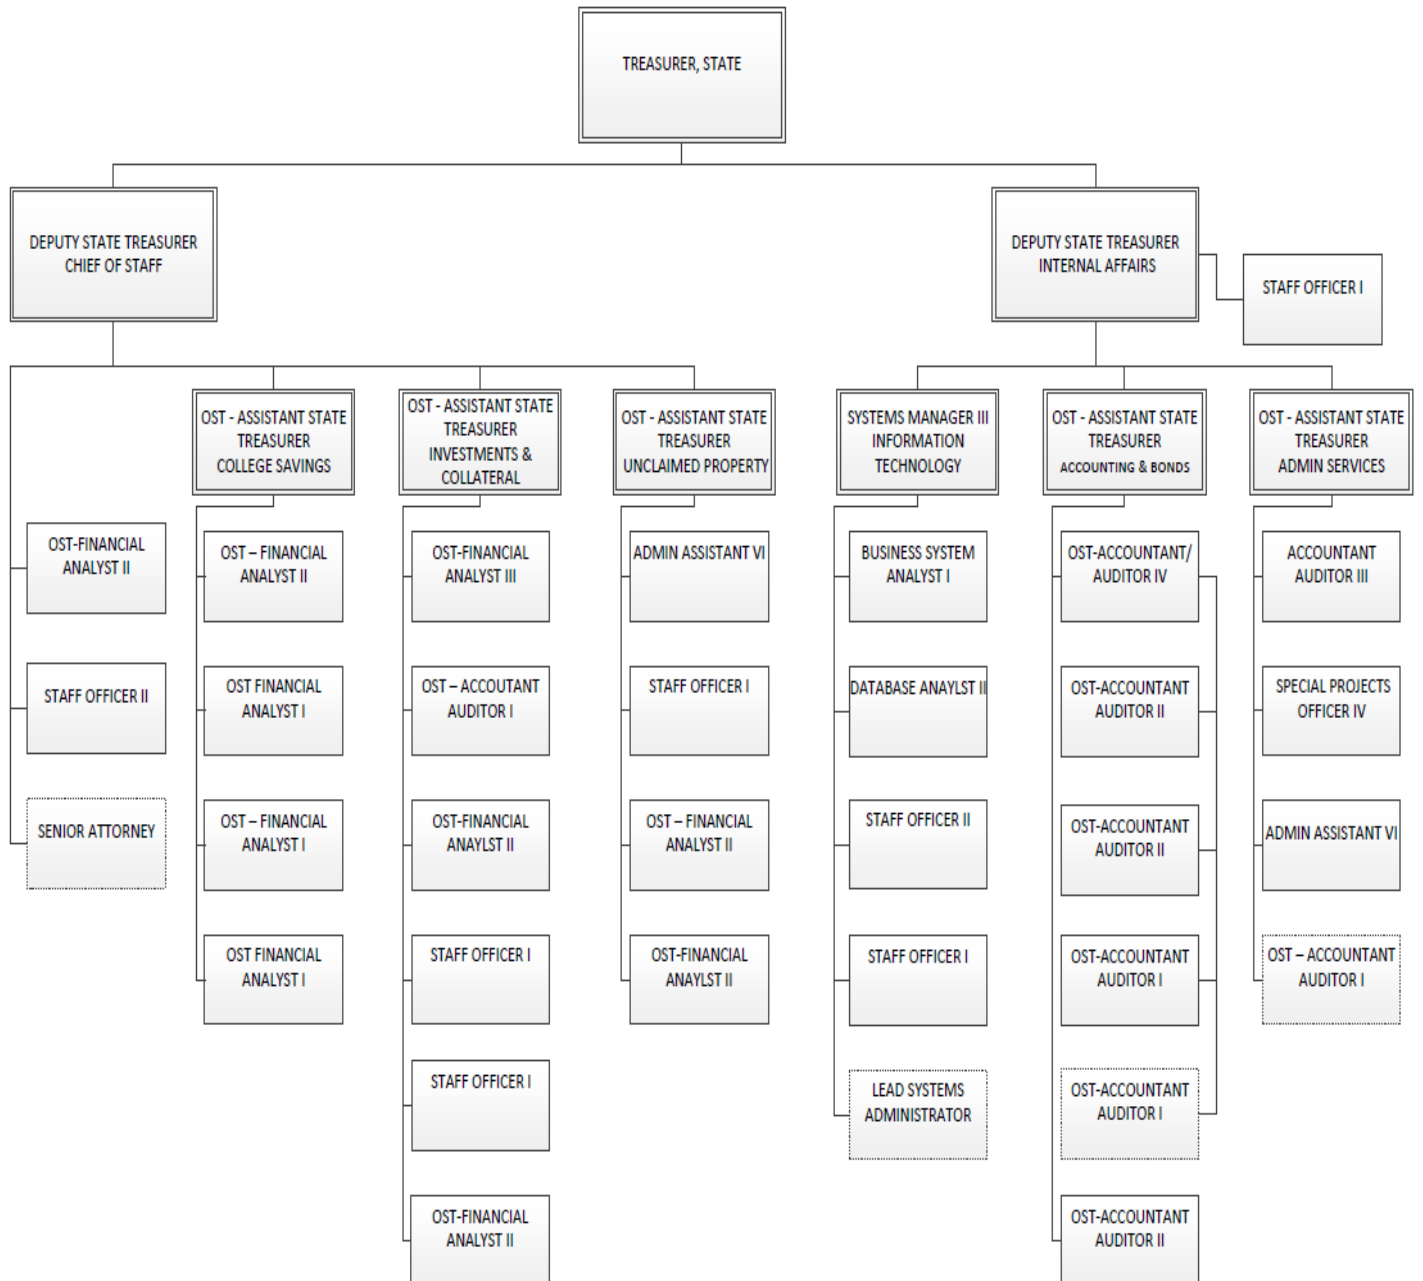 TREASURER, STATE
DEPUTY STATE TREASURER
CHIEF OF STAFF
DEPUTY STATE TREASURER
INTERNAL AFFAIRS
STAFF OFFICER I
OST - ASSISTANT STATE
TREASURER
COLLEGE SAVINGS
OST - ASSISTANT STATE
TREASURER
INVESTMENTS &
COLLATERAL
OST - ASSISTANT STATE
TREASURER
UNCLAIMED PROPERTY
SYSTEMS MANAGER III
INFORMATION
TECHNOLOGY
OST - ASSISTANT STATE
TREASURER
ACCOUNTING & BONDS
OST - ASSISTANT STATE
TREASURER
ADMIN SERVICES
OST-FINANCIAL
ANALYST II
STAFF OFFICER II
SENIOR ATTORNEY
OST – FINANCIAL
ANALYST II
OST FINANCIAL
ANALYST I
OST – FINANCIAL
ANALYST I
OST FINANCIAL
ANALYST I
OST-FINANCIAL
ANALYST III
OST – ACCOUTANT
AUDITOR I
OST-FINANCIAL
ANAYLST II
STAFF OFFICER I
STAFF OFFICER I
OST-FINANCIAL
ANALYST II
ADMIN ASSISTANT VI
STAFF OFFICER I
OST – FINANCIAL
ANALYST II
OST-FINANCIAL
ANAYLST II
BUSINESS SYSTEM
ANALYST I
DATABASE ANAYLST II
STAFF OFFICER II
STAFF OFFICER I
LEAD SYSTEMS
ADMINISTRATOR
OST-ACCOUNTANT/
AUDITOR IV
OST-ACCOUNTANT
AUDITOR II
OST-ACCOUNTANT
AUDITOR II
OST-ACCOUNTANT
AUDITOR I
OST-ACCOUNTANT
AUDITOR I
OST-ACCOUNTANT
AUDITOR II
ACCOUNTANT
AUDITOR III
SPECIAL PROJECTS
OFFICER IV
ADMIN ASSISTANT VI
OST – ACCOUNTANT
AUDITOR I